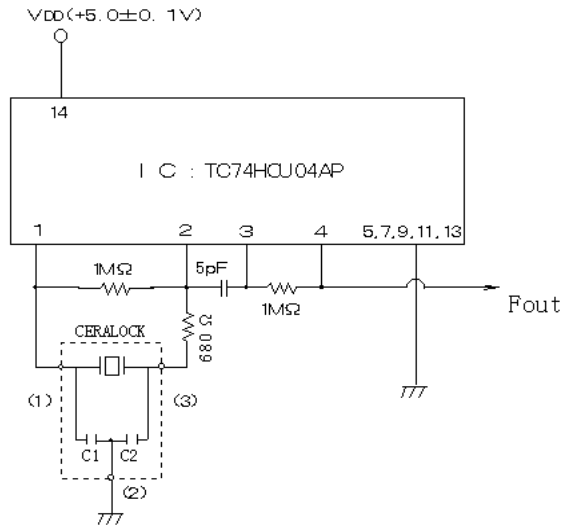 VDD(+5.0±0.1V)
14
I C : TC74HCU04AP
1 2 3 4 5,7,9,11,13
1MΩ 5pF
1MΩ
Fout
680Ω
CERALOCK
(1) (3)
C1 C2
(2)